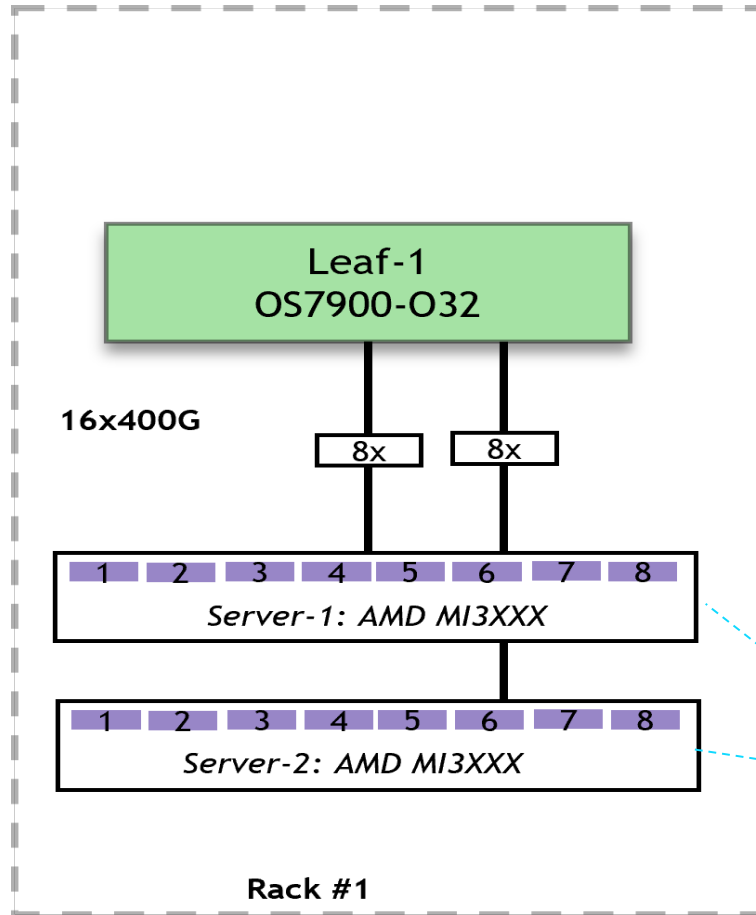 Leaf-1
OS7900-O32
16x400G
8x 8x
1 2 3 4 5 6 7 8
Server-1: AMD MI3XXX
1 2 3 4 5 6 7 8
Server-2: AMD MI3XXX
Rack #1